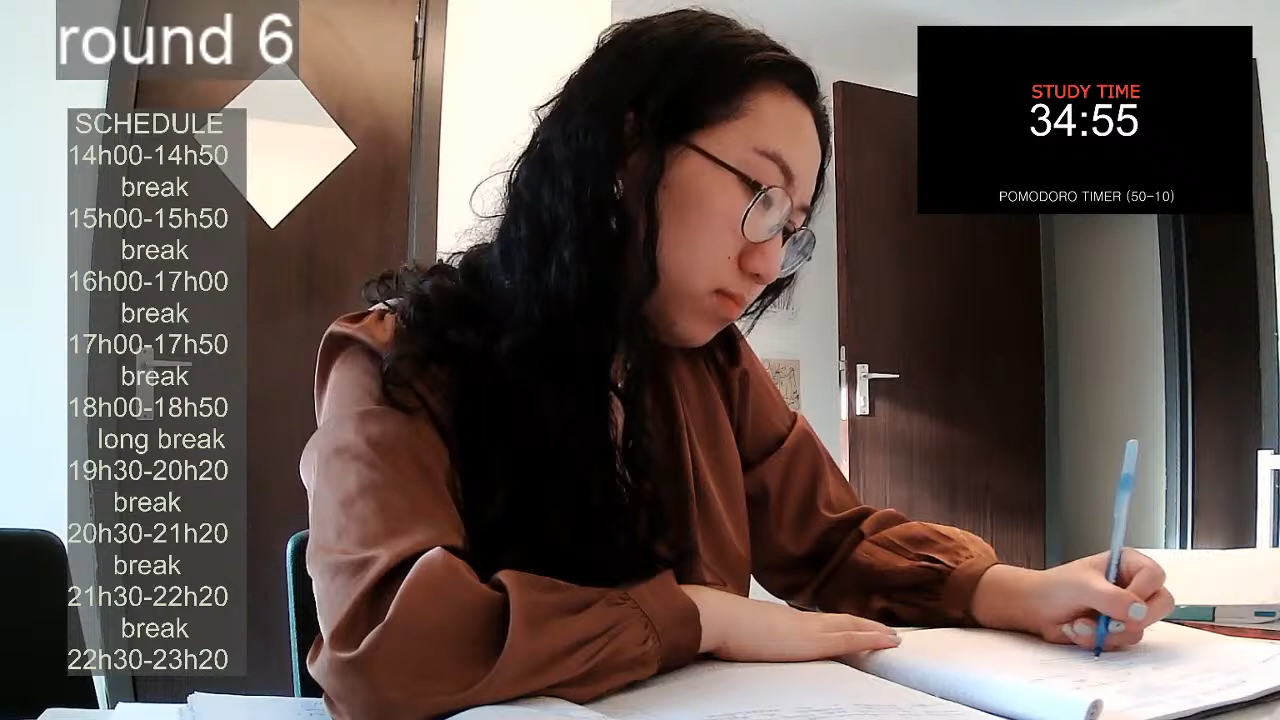 round 6
SCHEDULE
14h00-14h50
break
15h00-15h50
break
16h00-17h00
break
17h00-17h50
break
18h00-18h50
long break
19h30-20h20
break
20h30-21h20
break
21h30-22h20
break
22h30-23h20
STUDY TIME
34:55
POMODORO TIMER (50-10)